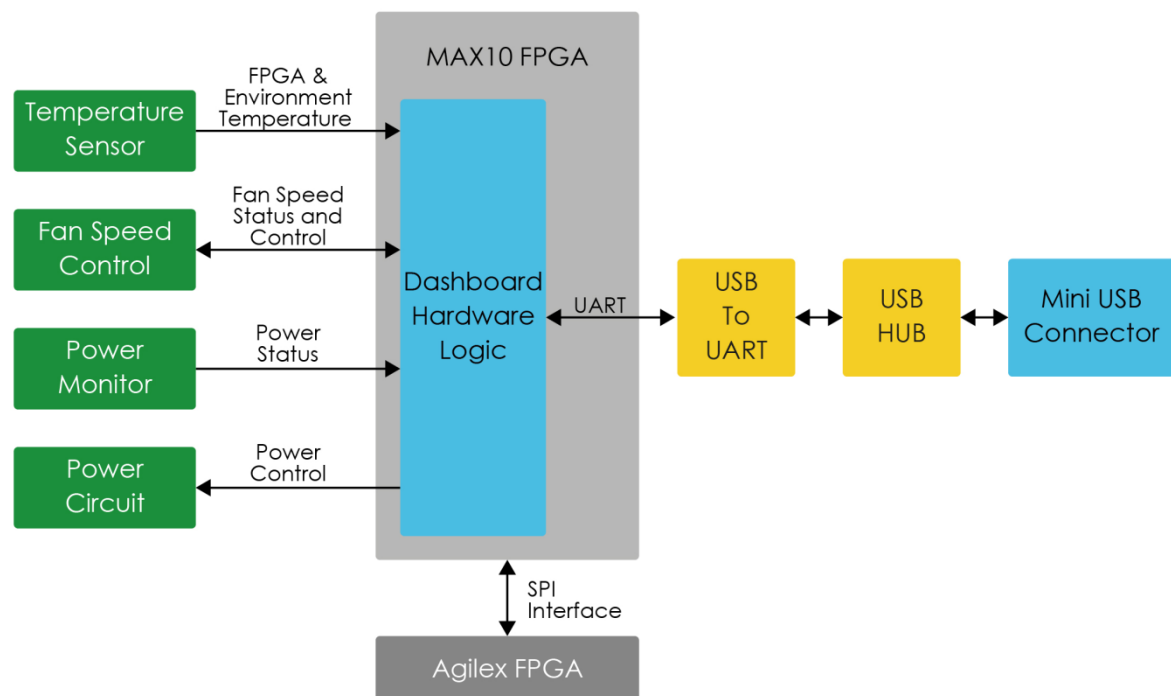 MAX10 FPGA
FPGA &
Environment
Temperature
Temperature
Sensor
Fan Speed
Status and
Control
Fan Speed
Control
Dashboard
Hardware
Logic
UART
USB
To
UART
USB
HUB
Mini USB
Connector
Power
Status
Power
Monitor
Power
Control
Power
Circuit
SPI
Interface
Agilex FPGA